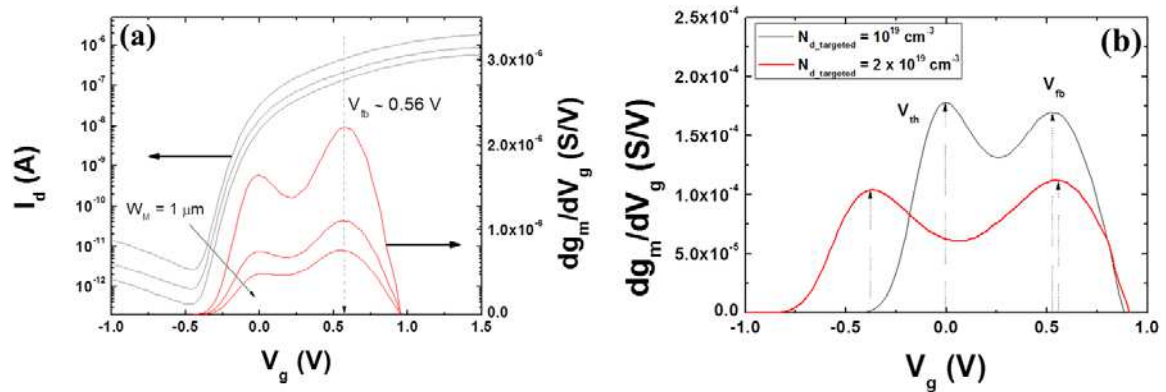 (a)
I_d (A)
10⁻⁶
10⁻⁷
10⁻⁸
10⁻⁹
10⁻¹⁰
10⁻¹¹
10⁻¹²
V_fb ~ 0.56 V
W_M = 1 μm
3.0x10⁻⁶
2.0x10⁻⁶
1.0x10⁻⁶
0.0
dg_m/dV_g (S/V)
-1.0 -0.5 0.0 0.5 1.0 1.5
V_g (V)
(b)
dg_m/dV_g (S/V)
2.5x10⁻⁴
2.0x10⁻⁴
1.5x10⁻⁴
1.0x10⁻⁴
5.0x10⁻⁵
0.0
N_d_targeted = 10¹⁹ cm⁻³
N_d_targeted = 2 x 10¹⁹ cm⁻³
V_th
V_fb
-1.0 -0.5 0.0 0.5 1.0
V_g (V)